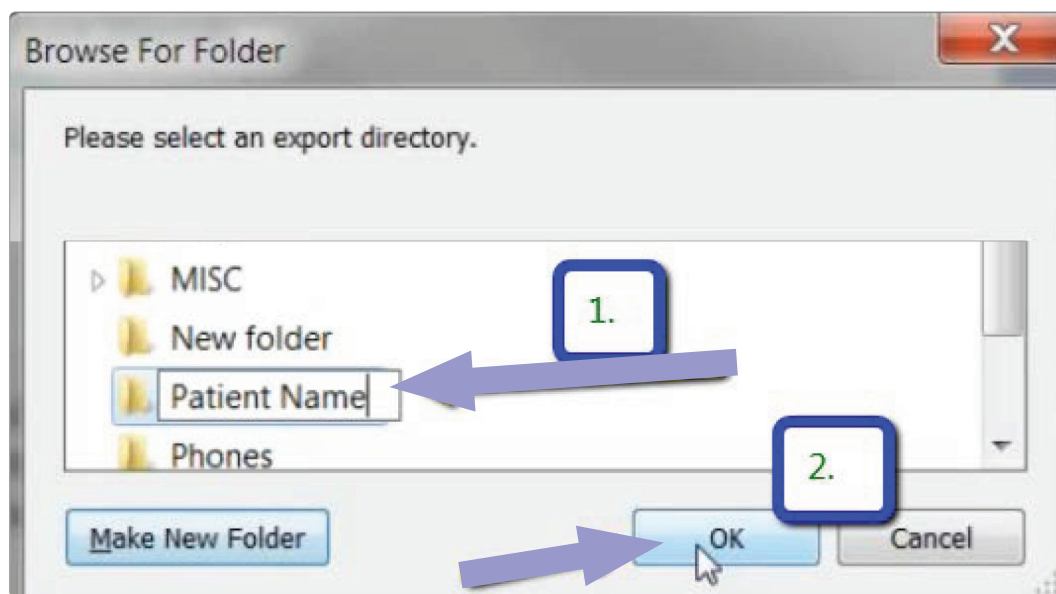 Browse For Folder
X
Please select an export directory.
MISC
1.
New folder
Patient Name
Phones
2.
Make New Folder
OK
Cancel